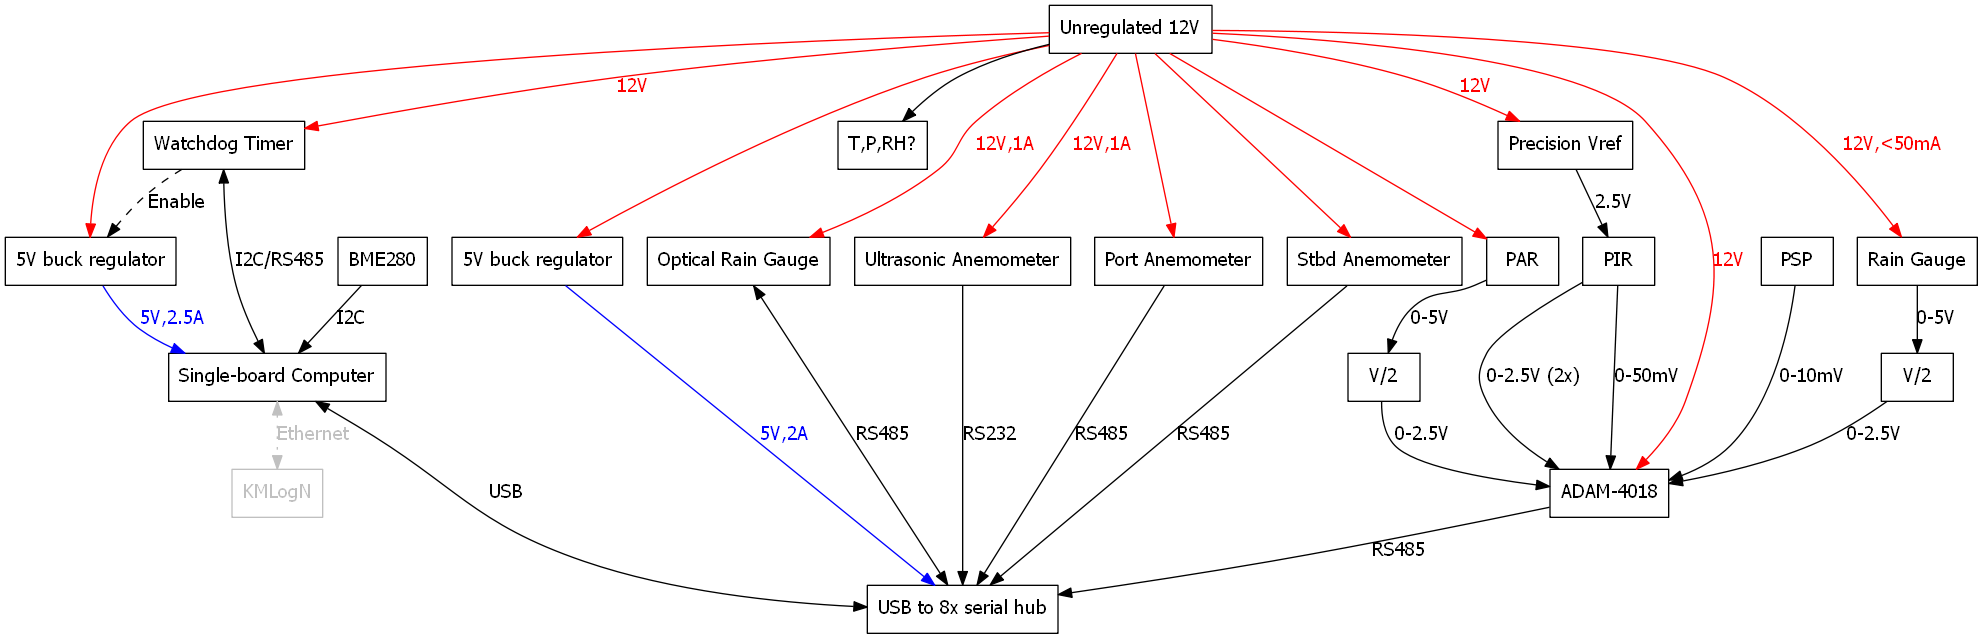 Unregulated 12V
12V
12V
Watchdog Timer
T,P,RH?
12V,1A
12V,1A
Precision Vref
12V,<50mA
Enable
2.5V
5V buck regulator
I2C/RS485
BME280
5V buck regulator
Optical Rain Gauge
Ultrasonic Anemometer
Port Anemometer
Stbd Anemometer
PAR
PIR
12V
PSP
Rain Gauge
5V,2.5A
I2C
0-5V
0-5V
Single-board Computer
V/2
0-2.5V (2x)
0-50mV
0-10mV
V/2
Ethernet
5V,2A
RS485
RS232
RS485
RS485
0-2.5V
0-2.5V
KMLogN
USB
ADAM-4018
RS485
USB to 8x serial hub